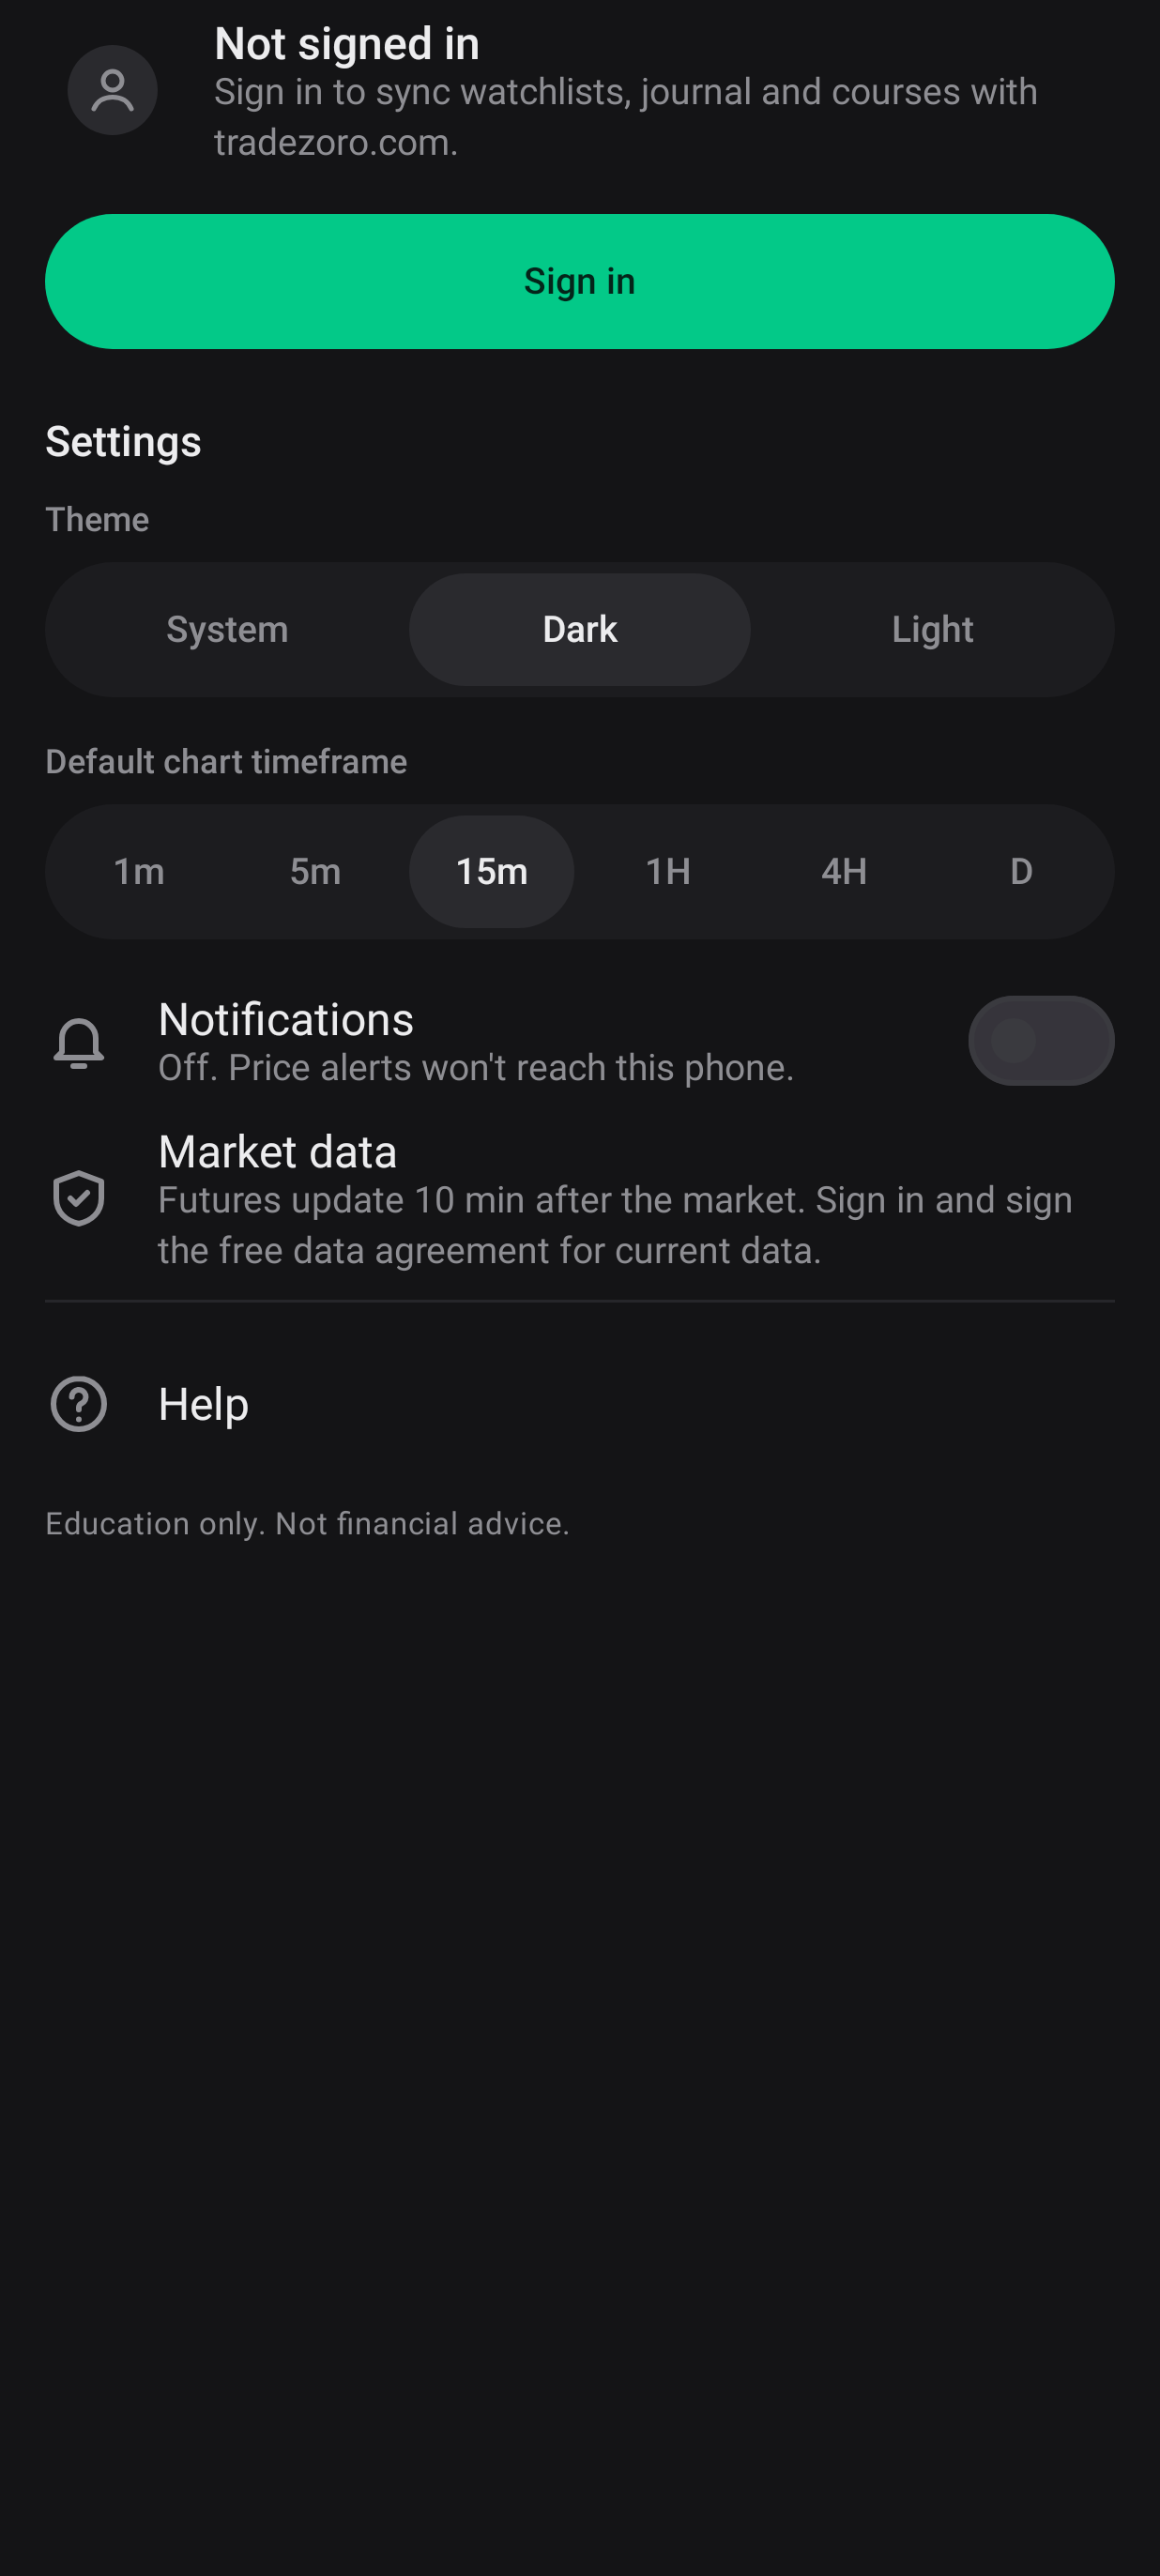 Not signed in
Sign in to sync watchlists, journal and courses with
tradezoro.com.
Sign in
Settings
Theme
System Dark Light
Default chart timeframe
1m 5m 15m 1H 4H D
Notifications
Off. Price alerts won't reach this phone.
Market data
Futures update 10 min after the market. Sign in and sign
the free data agreement for current data.
Help
Education only. Not financial advice.